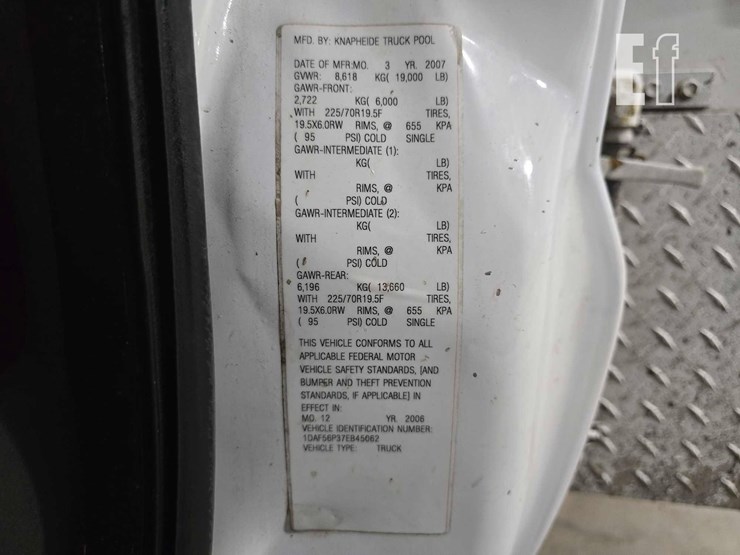 Ef
MFD. BY: KNAPHEIDE TRUCK POOL
DATE OF MFR:MO. 3 YR. 2007
GVWR: 8,618 KG( 19,000 LB)
GAWR-FRONT:
2,722 KG( 6,000 LB)
WITH 225/70R19.5F TIRES,
19.5X6.0RW RIMS, @ 655 KPA
( 95 PSI) COLD SINGLE
GAWR-INTERMEDIATE (1):
KG( LB)
WITH TIRES,
RIMS, @ KPA
( PSI) COLD
GAWR-INTERMEDIATE (2):
KG( LB)
WITH TIRES,
RIMS, @ KPA
( PSI) COLD
GAWR-REAR:
6,196 KG( 13,660 LB)
WITH 225/70R19.5F TIRES,
19.5X6.0RW RIMS, @ 655 KPA
( 95 PSI) COLD SINGLE
THIS VEHICLE CONFORMS TO ALL
APPLICABLE FEDERAL MOTOR
VEHICLE SAFETY STANDARDS, [AND
BUMPER AND THEFT PREVENTION
STANDARDS, IF APPLICABLE] IN
EFFECT IN:
MO. 12 YR. 2006
VEHICLE IDENTIFICATION NUMBER:
1DAF56P37EB45062
VEHICLE TYPE: TRUCK